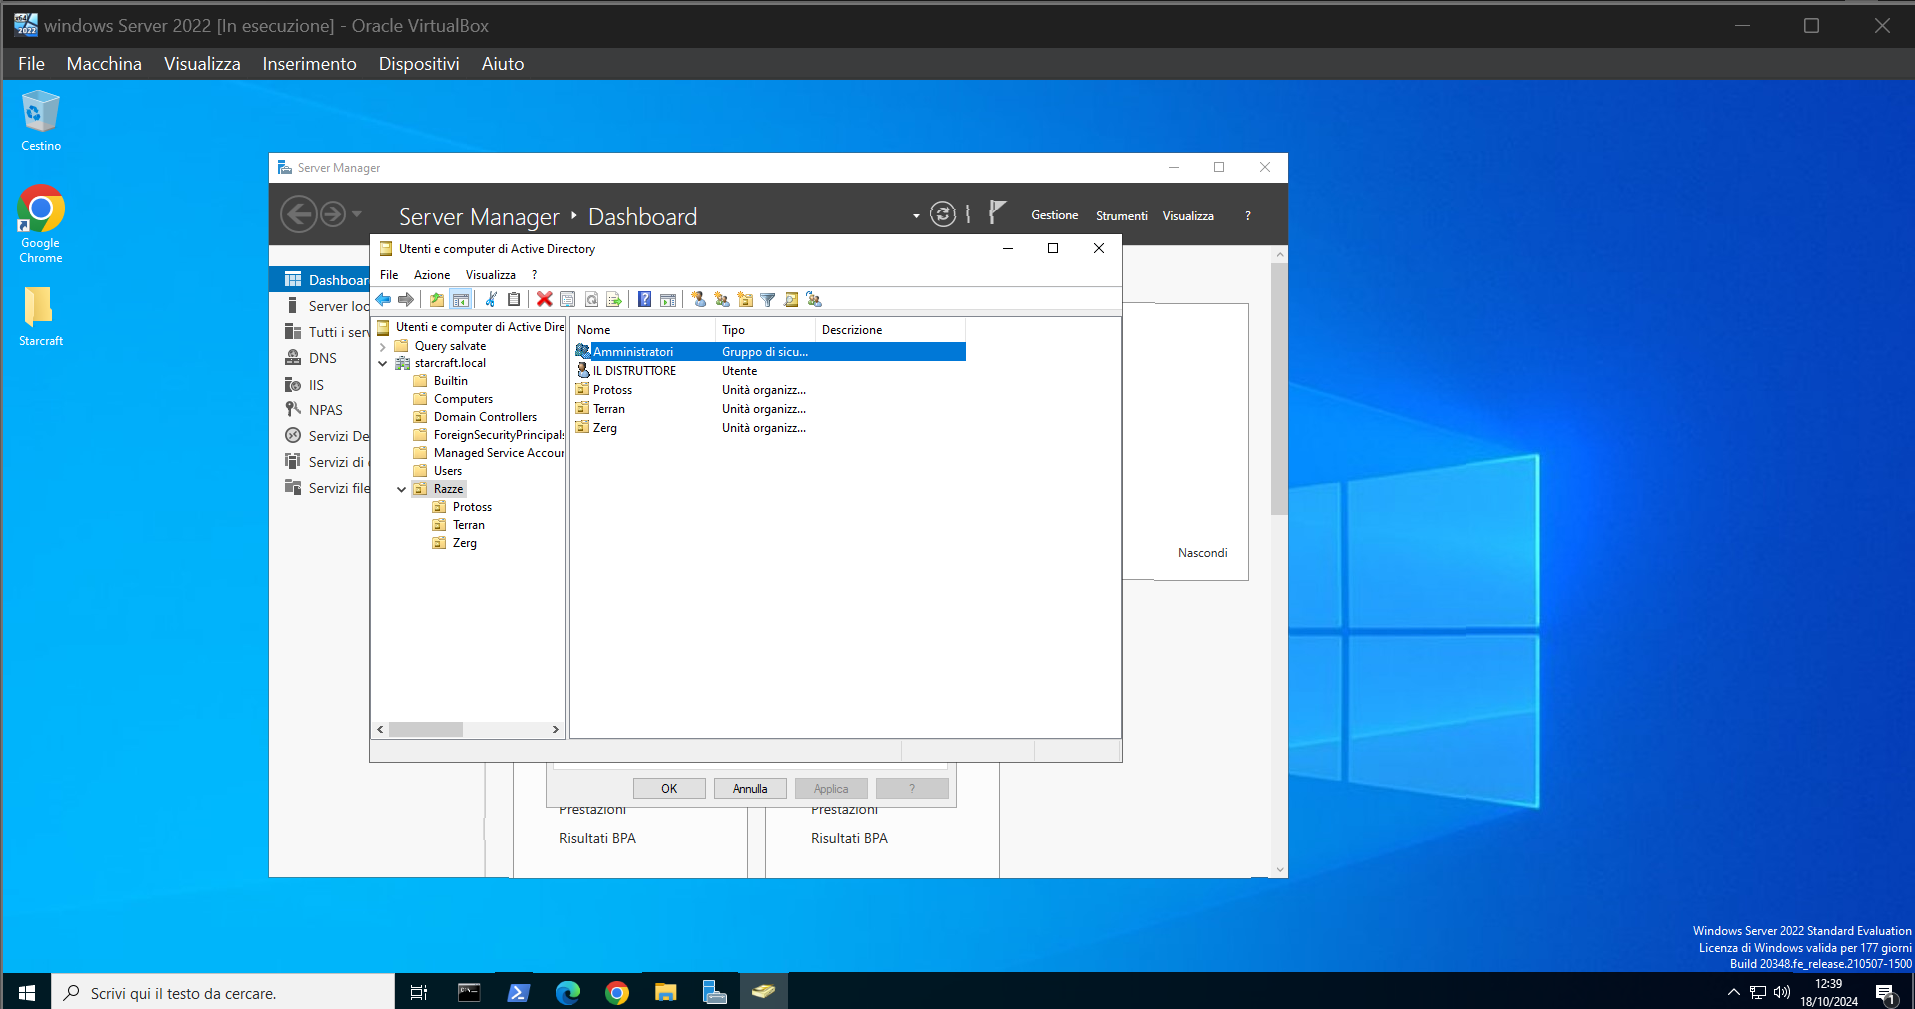 windows Server 2022 [In esecuzione] - Oracle VirtualBox
File Macchina Visualizza Inserimento Dispositivi Aiuto
Cestino
Google
Chrome
Starcraft
Server Manager
Server Manager Dashboard
Gestione Strumenti Visualizza ?
Dashboar
Server loc
Tutti i ser
DNS
IIS
NPAS
Servizi De
Servizi di
Servizi file
Utenti e computer di Active Directory
File Azione Visualizza ?
Utenti e computer di Active Dire
Query salvate
starcraft.local
Builtin
Computers
Domain Controllers
ForeignSecurityPrincipals
Managed Service Accour
Users
Razze
Protoss
Terran
Zerg
Nome Tipo Descrizione
Amministratori Gruppo di sicu...
IL DISTRUTTORE Utente
Protoss Unità organizz...
Terran Unità organizz...
Zerg Unità organizz...
Nascondi
OK Annulla Applica ?
Prestazioni Prestazioni
Risultati BPA Risultati BPA
Windows Server 2022 Standard Evaluation
Licenza di Windows valida per 177 giorni
Build 20348.fe_release.210507-1500
Scrivi qui il testo da cercare.
12:39
18/10/2024
1